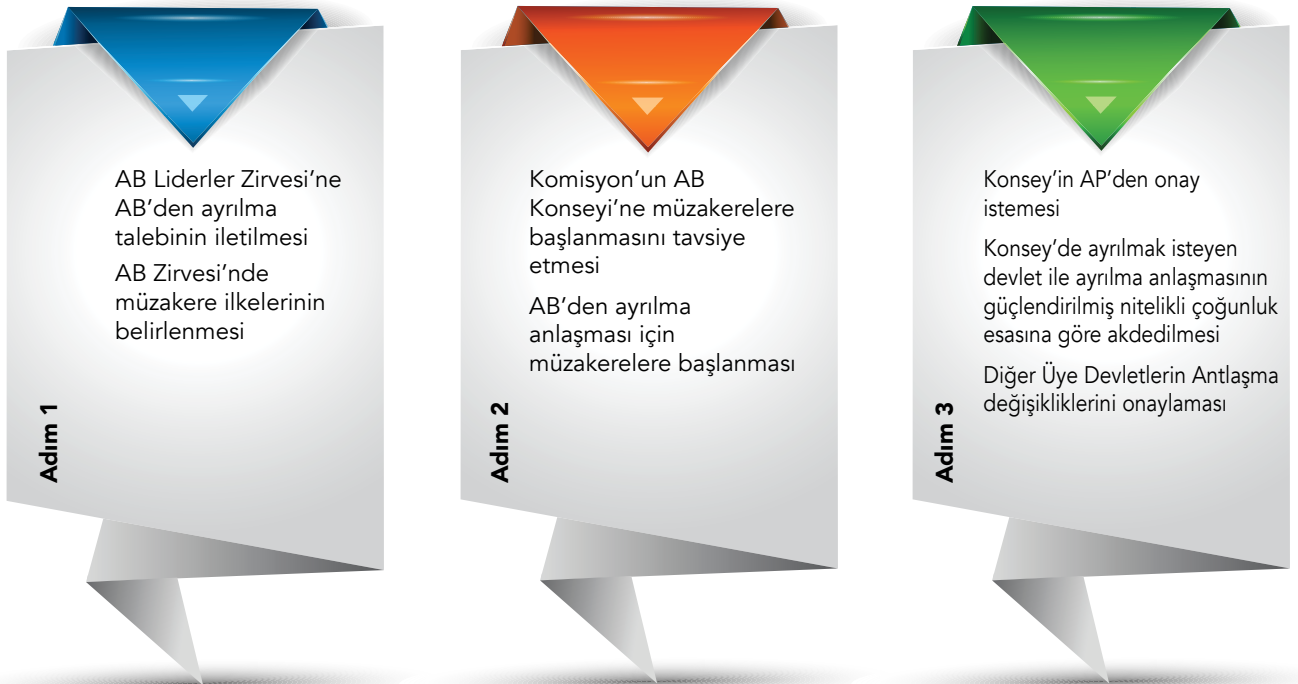 AB Liderler Zirvesi’ne
AB’den ayrılma
talebinin iletilmesi
AB Zirvesi’nde
müzakere ilkelerinin
belirlenmesi
Adım 1
Komisyon’un AB
Konseyi’ne müzakerelere
başlanmasını tavsiye
etmesi
AB’den ayrılma
anlaşması için
müzakerelere başlanması
Adım 2
Konsey’in AP’den onay
istemesi
Konsey’de ayrılmak isteyen
devlet ile ayrılma anlaşmasının
güçlendirilmiş nitelikli çoğunluk
esasına göre akdedilmesi
Diğer Üye Devletlerin Antlaşma
değişikliklerini onaylaması
Adım 3